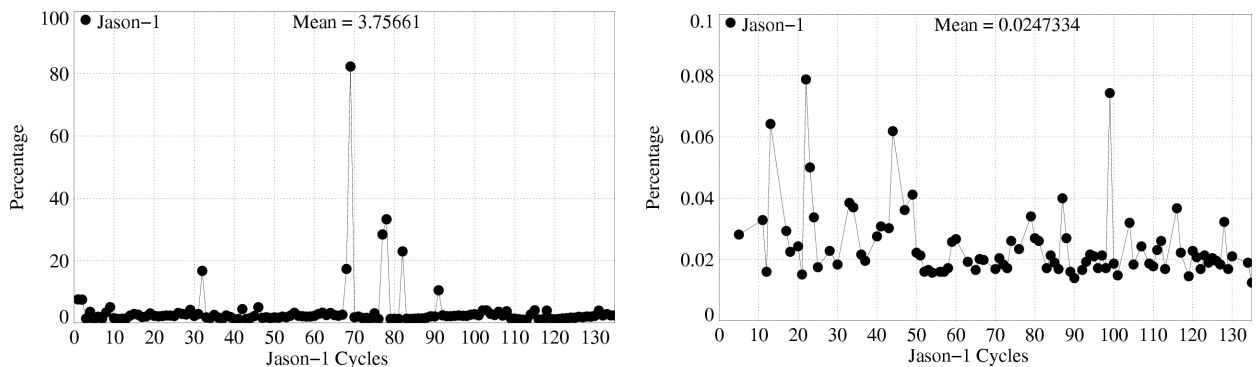 100
80
60
40
20
0
Percentage
Jason−1
Mean = 3.75661
0 10 20 30 40 50 60 70 80 90 100 110 120 130
Jason−1 Cycles
0.1
0.08
0.06
0.04
0.02
0
Percentage
Jason−1
Mean = 0.0247334
0 10 20 30 40 50 60 70 80 90 100 110 120 130
Jason−1 Cycles